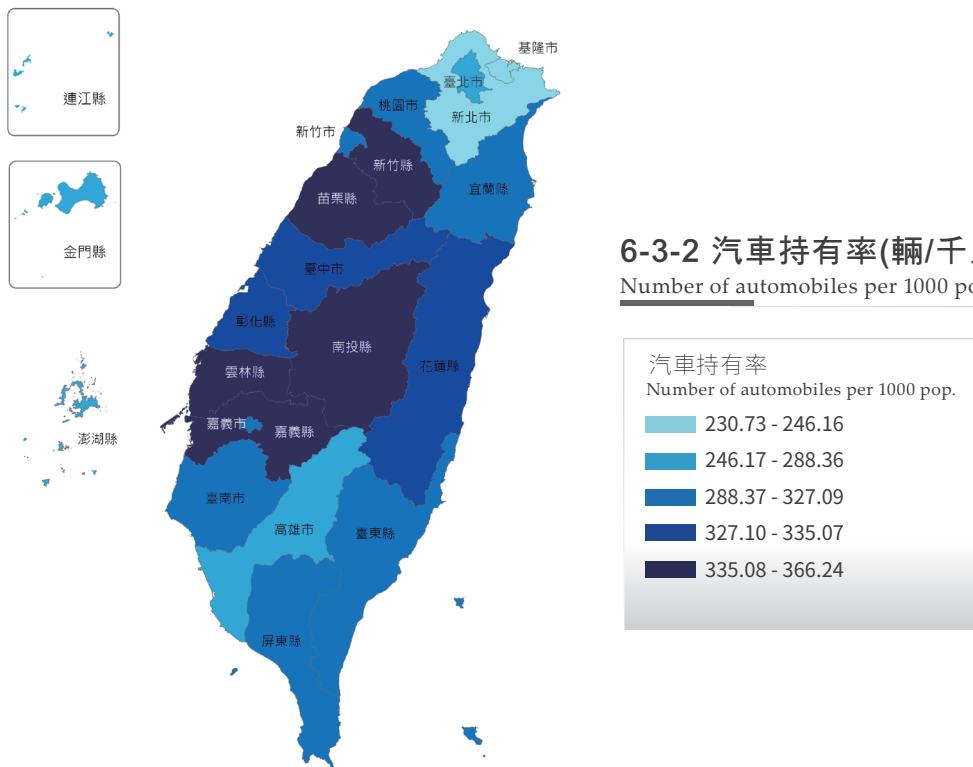 基隆市
臺北市
連江縣
桃園市
新北市
新竹市
新竹縣
宜蘭縣
苗栗縣
金門縣
臺中市
彰化縣
南投縣
花蓮縣
雲林縣
嘉義市
嘉義縣
澎湖縣
臺南市
高雄市
臺東縣
屏東縣
6-3-2 汽車持有率(輛/千
Number of automobiles per 1000 po
汽車持有率
Number of automobiles per 1000 pop.
230.73 - 246.16
246.17 - 288.36
288.37 - 327.09
327.10 - 335.07
335.08 - 366.24